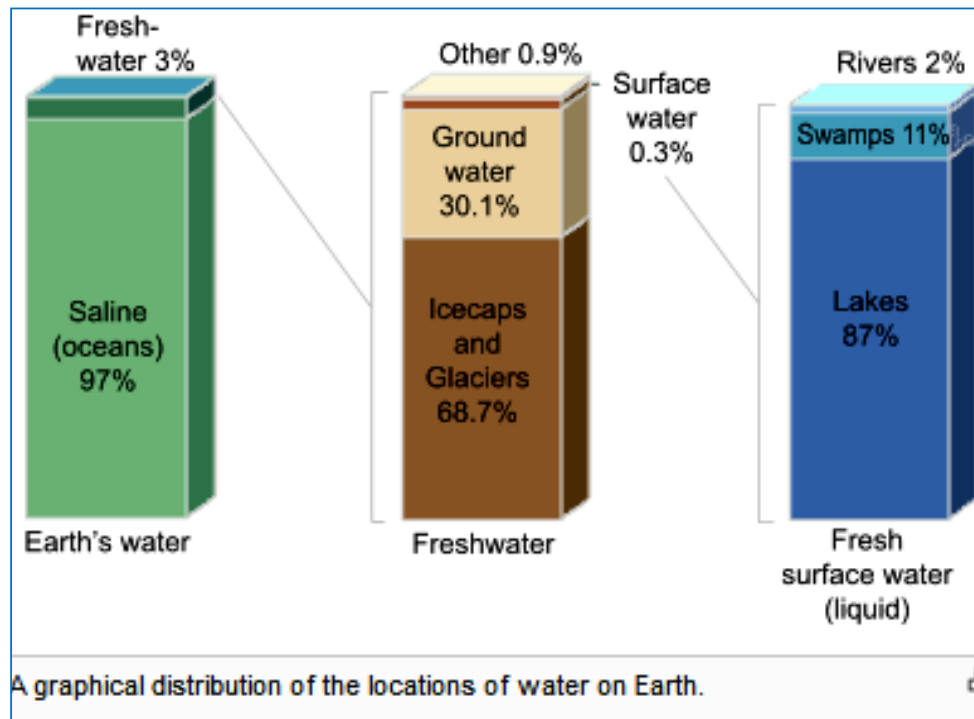 Fresh-
water 3%
Saline
(oceans)
97%
Earth's water
Other 0.9%
Surface
water
0.3%
Ground
water
30.1%
Icecaps
and
Glaciers
68.7%
Freshwater
Rivers 2%
Swamps 11%
Lakes
87%
Fresh
surface water
(liquid)
A graphical distribution of the locations of water on Earth.